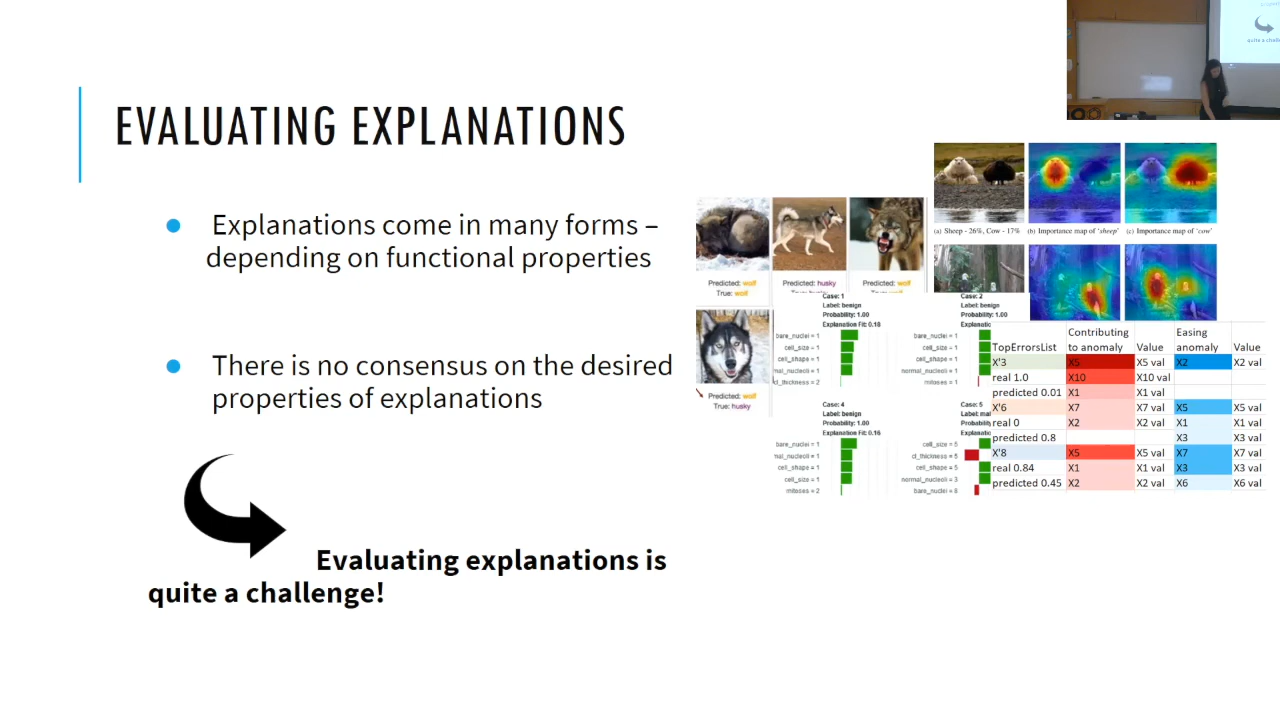 EVALUATING EXPLANATIONS
Explanations come in many forms –
depending on functional properties
There is no consensus on the desired
properties of explanations
Evaluating explanations is
quite a challenge!
(a) Sheep - 26%, Cow - 17%
(b) Importance map of 'sheep'
(c) Importance map of 'cow'
Predicted: wolf
True: wolf
Predicted: husky
Predicted: wolf
Predicted: wolf
True: husky
Case: 1
Label: benign
Probability: 1.00
Explanation Fit: 0.18
bare_nuclei = 1
cell_size = 1
cell_shape = 1
mal_nucleoli = 1
cl_thickness = 2
Case: 2
Label: benign
Probability: 1.00
Explanatic
bare_nuclei = 1
cell_size = 1
cell_shape = 1
normal_nucleoli = 1
mitoses = 1
Case: 4
Label: benign
Probability: 1.00
Explanation Fit: 0.16
bare_nuclei = 1
mal_nucleoli = 1
cell_shape = 1
cell_size = 1
mitoses = 2
Case: 5
Label: mal
Probability
Explanatic
cell_size = 5
cl_thickness = 5
cell_shape = 5
normal_nucleoli = 3
bare_nuclei = 8
Contributing Easing
TopErrorsList to anomaly Value anomaly Value
X'3 X5 X5 val X2 X2 val
real 1.0 X10 X10 val
predicted 0.01 X1 X1 val
X'6 X7 X7 val X5 X5 val
real 0 X2 X2 val X1 X1 val
predicted 0.8 X3 X3 val
X'8 X5 X5 val X7 X7 val
real 0.84 X1 X1 val X3 X3 val
predicted 0.45 X2 X2 val X6 X6 val
quite a challe